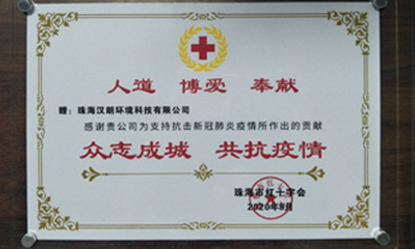 人道 博爱 奉献
赠：珠海汉朗环境科技有限公司
感谢贵公司为支持抗击新冠肺炎疫情所作出的贡献
众志成城 共抗疫情
珠海市红十字会
2020年8月